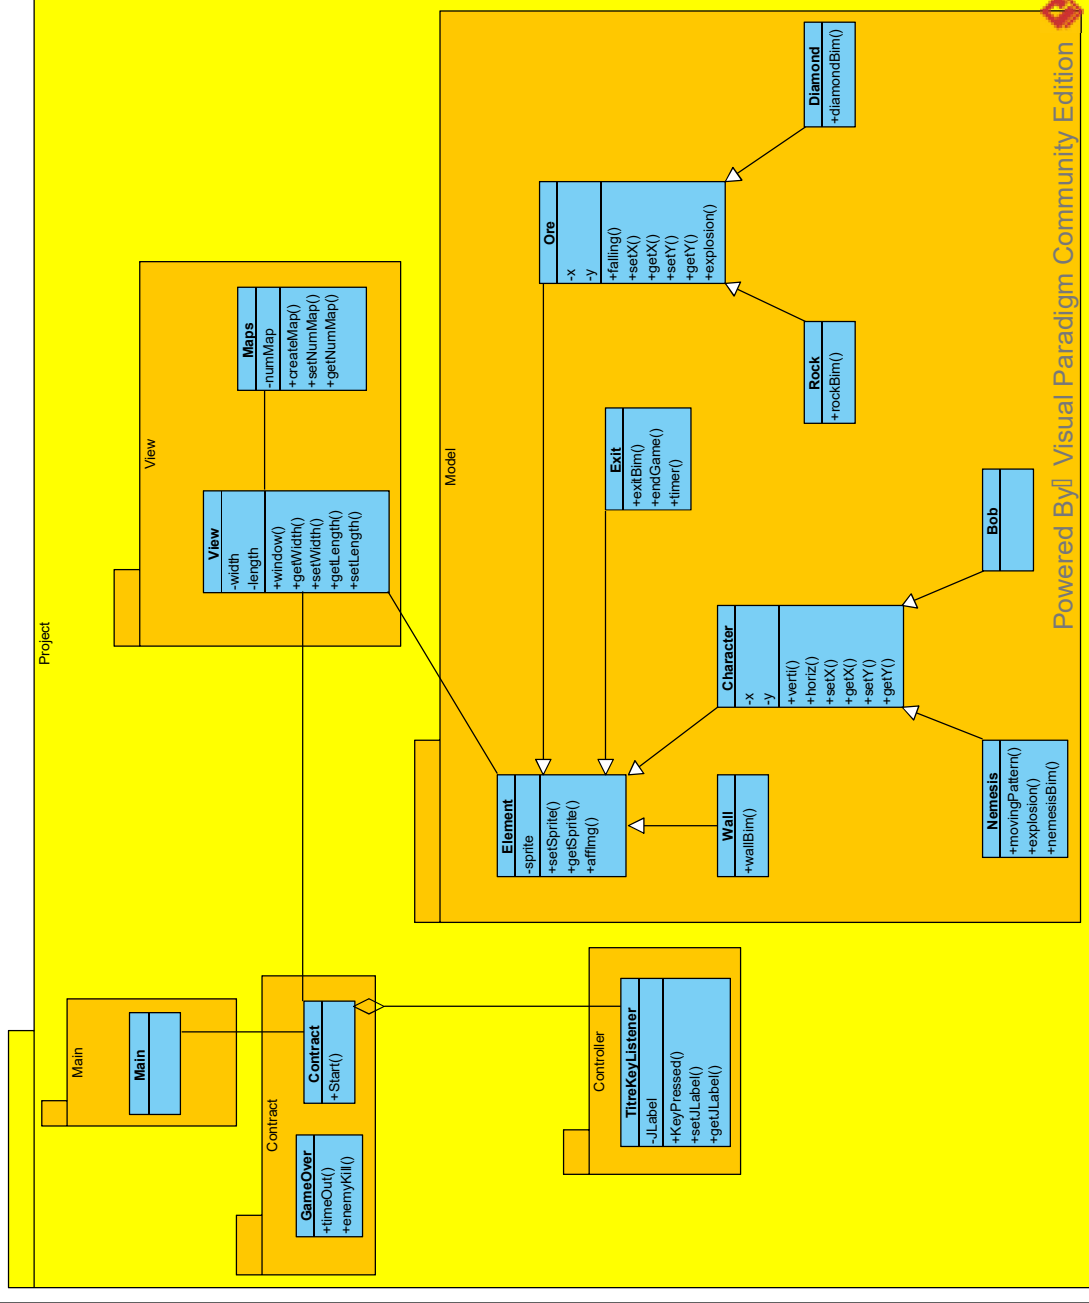 Project
Main
Main
Contract
GameOver
+timeOut()
+enemyKill()
Contract
+Start()
Controller
TitreKeyListener
-JLabel
+KeyPressed()
+setJLabel()
+getJLabel()
View
View
-width
-length
+window()
+getWidth()
+setWidth()
+getLength()
+setLength()
Maps
-numMap
+createMap()
+setNumMap()
+getNumMap()
Model
Element
-sprite
+setSprite()
+getSprite()
+affImg()
Ore
-x
-y
+falling()
+setX()
+getX()
+setY()
+getY()
+explosion()
Exit
+exitBim()
+endGame()
+timer()
Wall
+wallBim()
Character
-x
-y
+verti()
+horiz()
+setX()
+getX()
+setY()
+getY()
Rock
+rockBim()
Diamond
+diamondBim()
Nemesis
+movingPattern()
+explosion()
+nemesisBim()
Bob
Powered By Visual Paradigm Community Edition